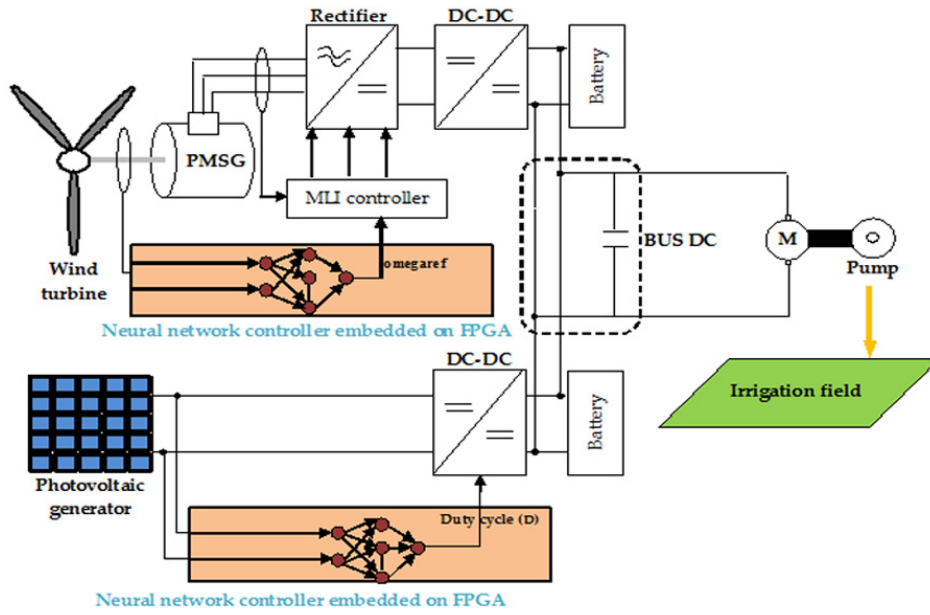 Rectifier
DC-DC
Battery
PMSG
MLI controller
Wind
turbine
omegaref
Neural network controller embedded on FPGA
BUS DC
M
Pump
Irrigation field
DC-DC
Battery
Photovoltaic
generator
Duty cycle (D)
Neural network controller embedded on FPGA